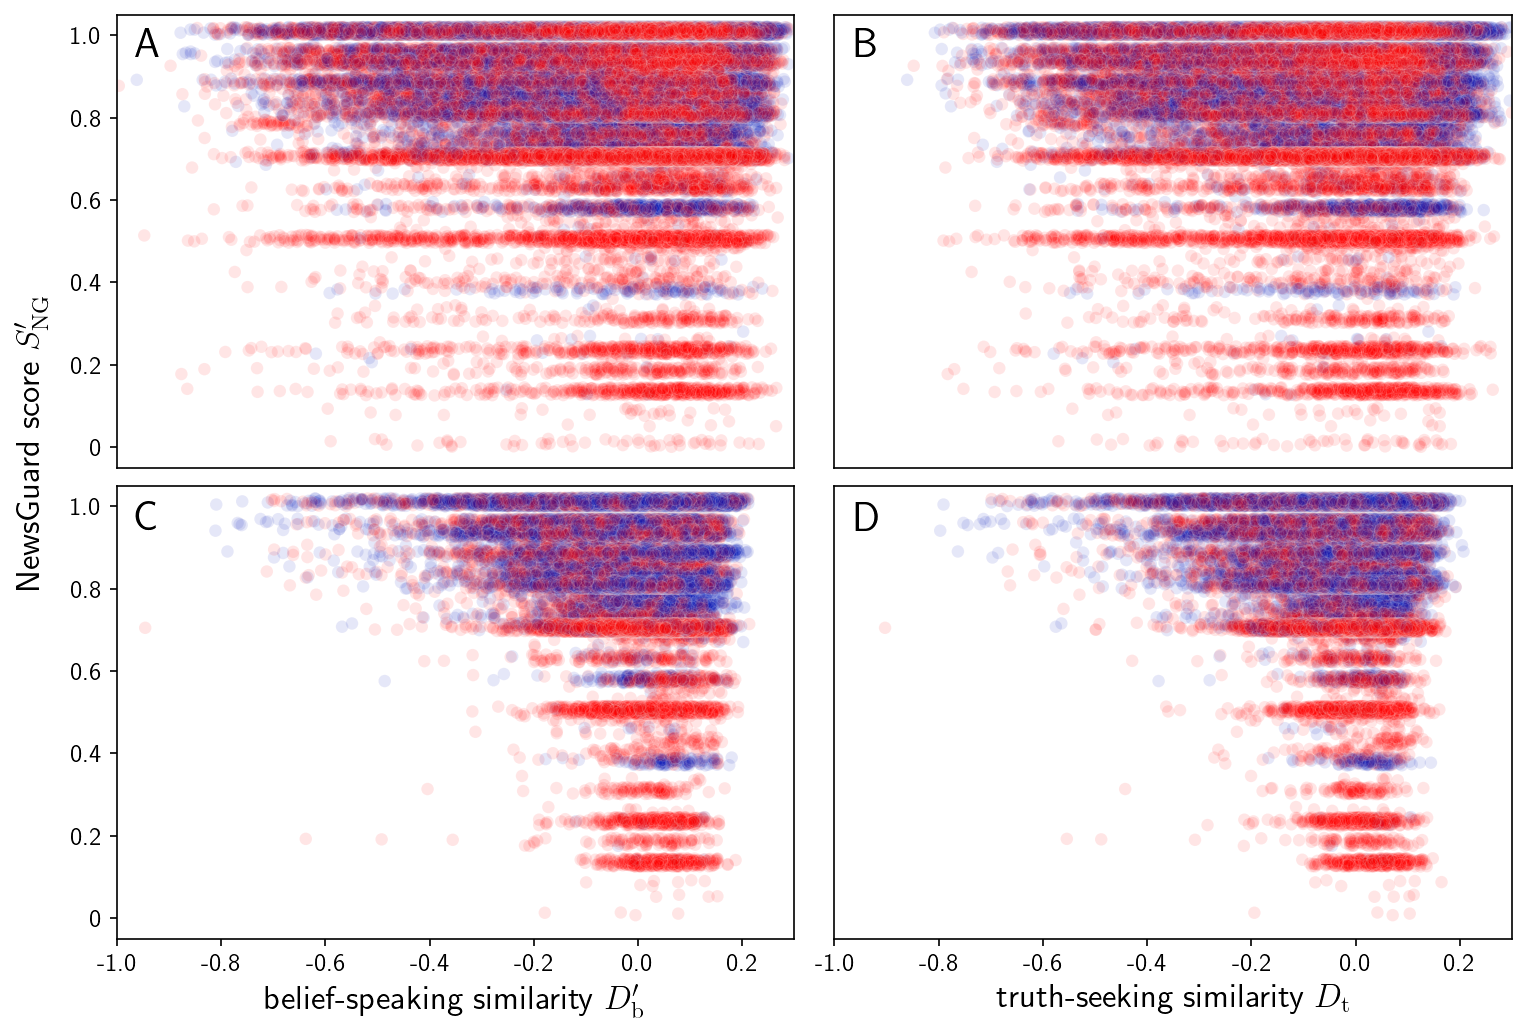 A
B
1.0
0.8
0.6
0.4
0.2
0
C
D
1.0
0.8
0.6
0.4
0.2
0
NewsGuard score S′NG
-1.0 -0.8 -0.6 -0.4 -0.2 0.0 0.2
-1.0 -0.8 -0.6 -0.4 -0.2 0.0 0.2
belief-speaking similarity D′b
truth-seeking similarity Dt